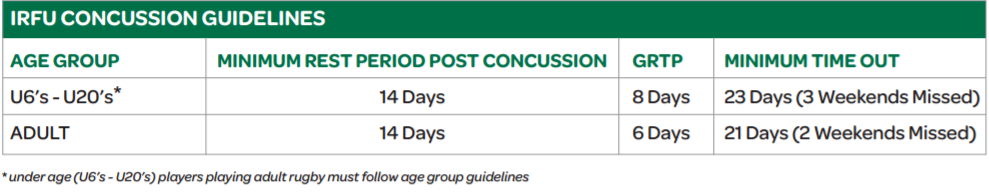 IRFU CONCUSSION GUIDELINES
AGE GROUP MINIMUM REST PERIOD POST CONCUSSION GRTP MINIMUM TIME OUT
U6's - U20's* 14 Days 8 Days 23 Days (3 Weekends Missed)
ADULT 14 Days 6 Days 21 Days (2 Weekends Missed)
*under age (U6's - U20's) players playing adult rugby must follow age group guidelines